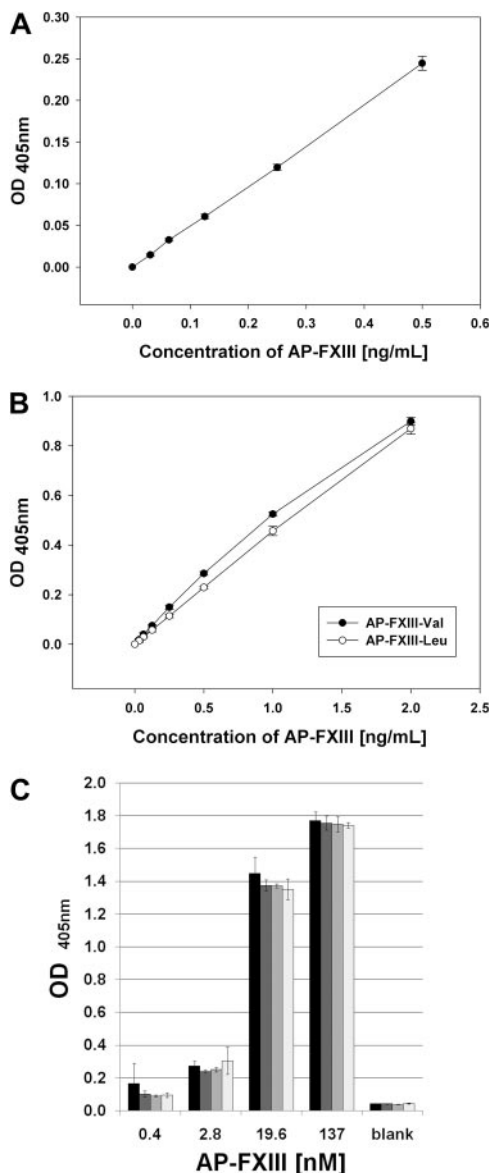 A
0.30
0.25
0.20
0.15
0.10
0.05
0.00
OD 405nm
0.0 0.1 0.2 0.3 0.4 0.5 0.6
Concentration of AP-FXIII [ng/mL]
B
1.0
0.8
0.6
0.4
0.2
0.0
OD 405nm
AP-FXIII-Val
AP-FXIII-Leu
0.0 0.5 1.0 1.5 2.0 2.5
Concentration of AP-FXIII [ng/mL]
C
2.0
1.8
1.6
1.4
1.2
1.0
0.8
0.6
0.4
0.2
0.0
OD 405nm
0.4 2.8 19.6 137 blank
AP-FXIII [nM]